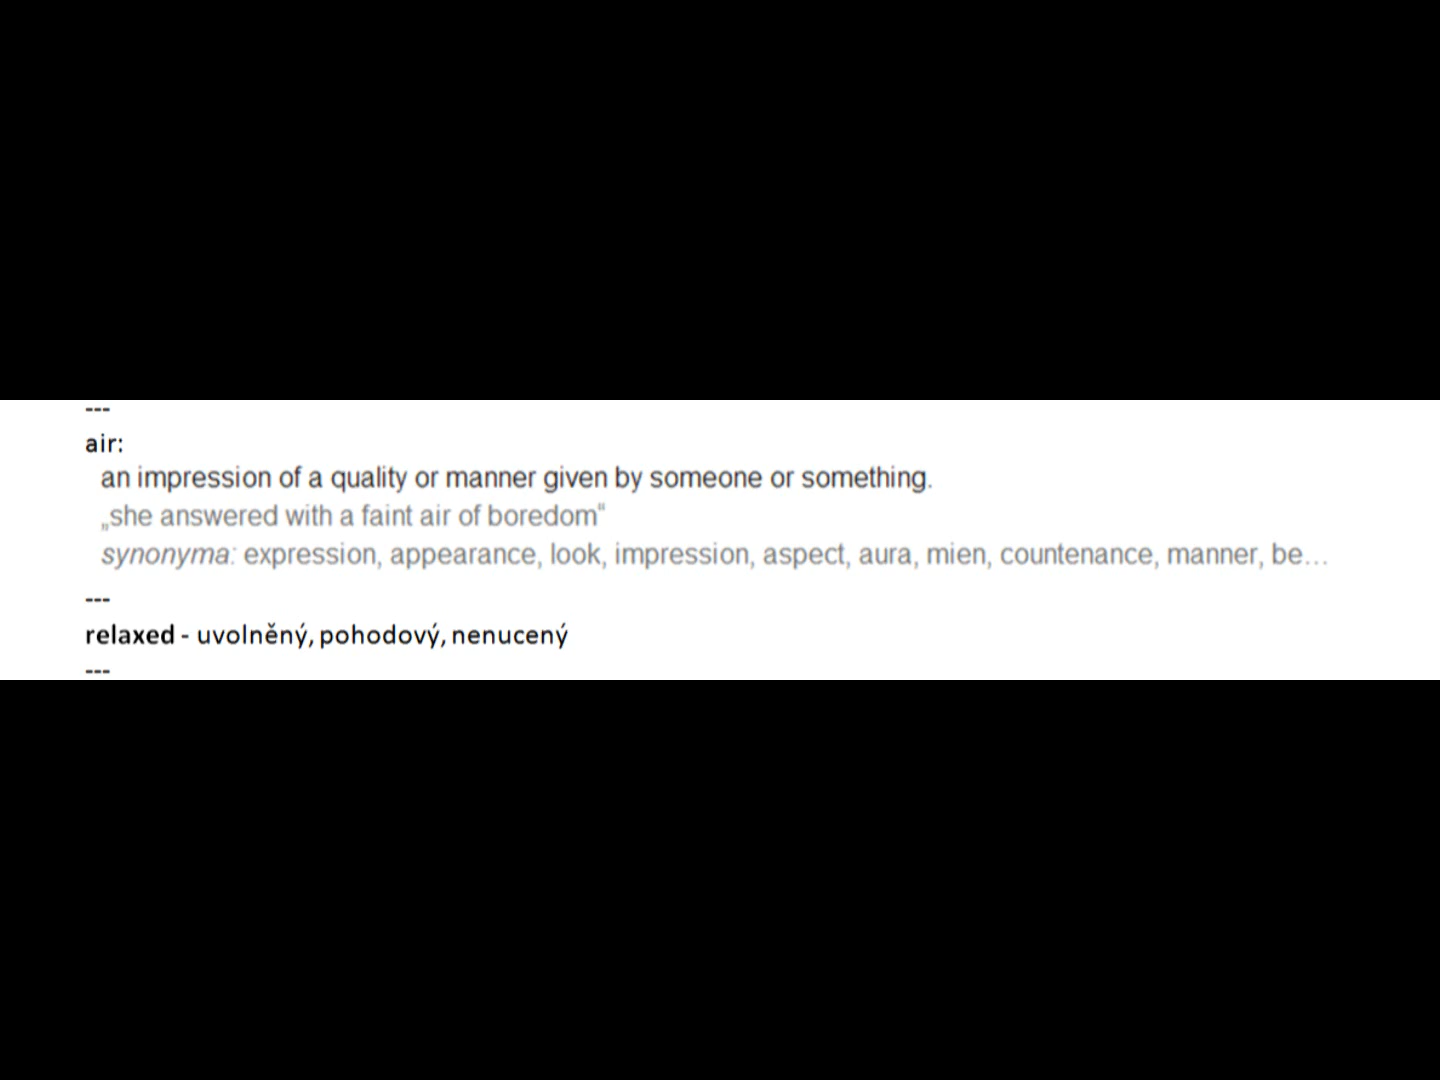 ---
air:
an impression of a quality or manner given by someone or something.
„she answered with a faint air of boredom“
synonyma: expression, appearance, look, impression, aspect, aura, mien, countenance, manner, be…
---
relaxed - uvolněný, pohodový, nenucený
---